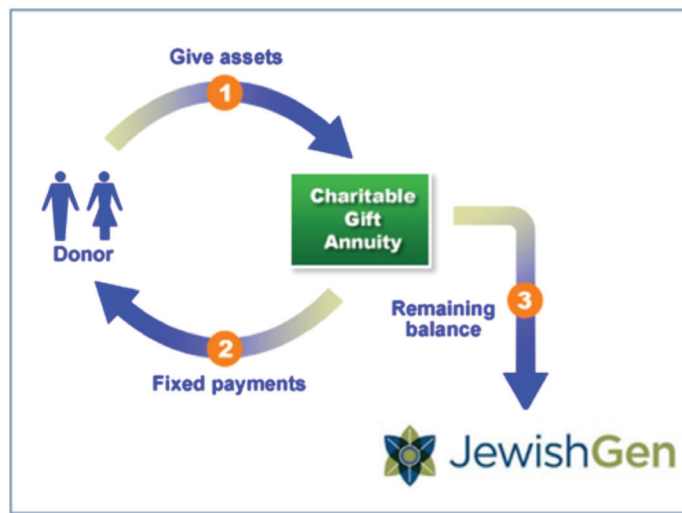 Give assets
1
Charitable
Gift
Annuity
Donor
3
Remaining
balance
2
Fixed payments
JewishGen